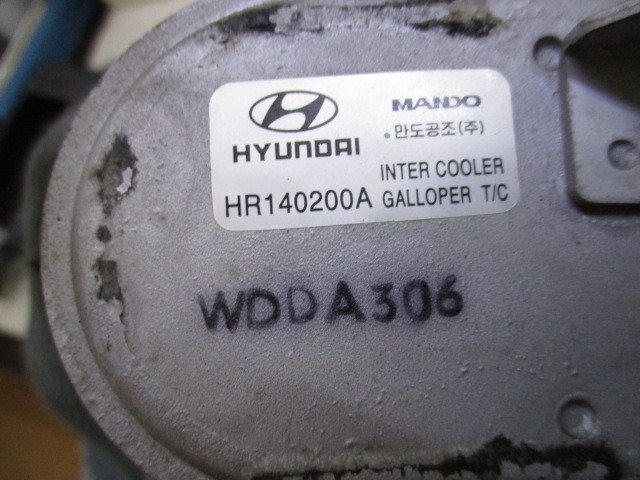 HYUNDAI
MANDO
만도공조(주)
INTER COOLER
HR140200A GALLOPER T/C
WDDA306